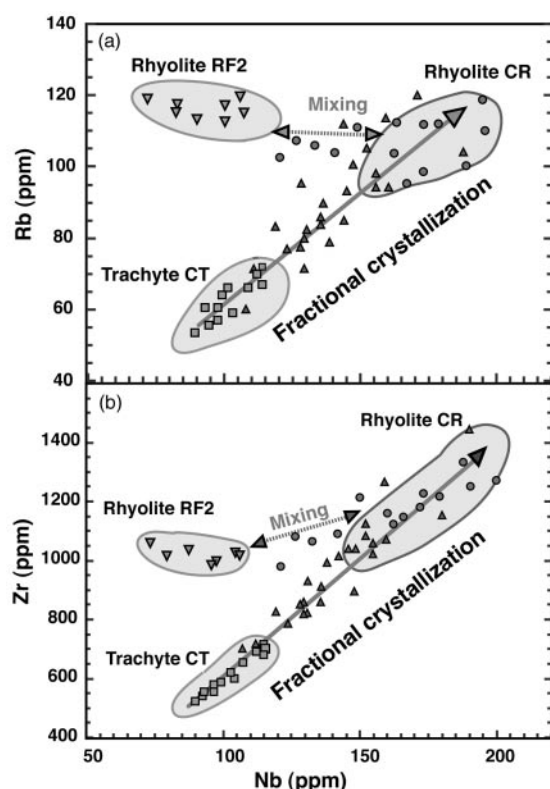 140
(a)
Rhyolite RF2
Rhyolite CR
120
Mixing
100
Rb (ppm)
80
Trachyte CT
Fractional crystallization
60
40
(b)
Rhyolite CR
1400
1200
Rhyolite RF2
Mixing
1000
Zr (ppm)
800
Trachyte CT
Fractional crystallization
600
400
50
100
150
200
Nb (ppm)